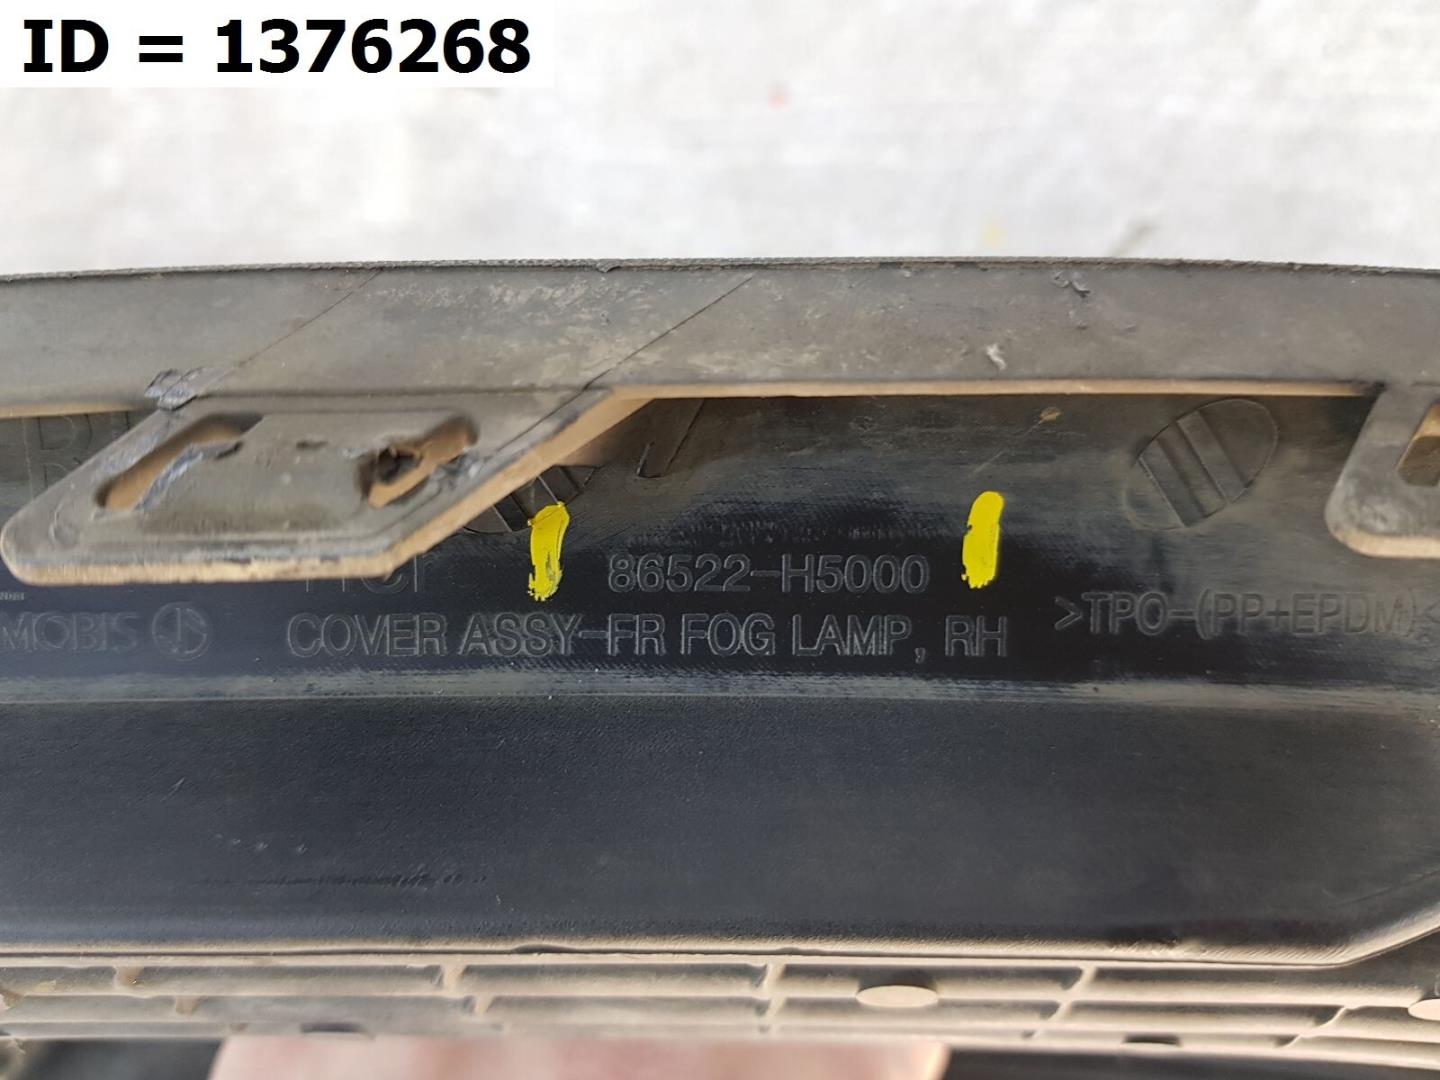 ID = 1376268
86522-H5000
MOBIS
COVER ASSY-FR FOG LAMP, RH
>TPO-(PP+EPDM)<